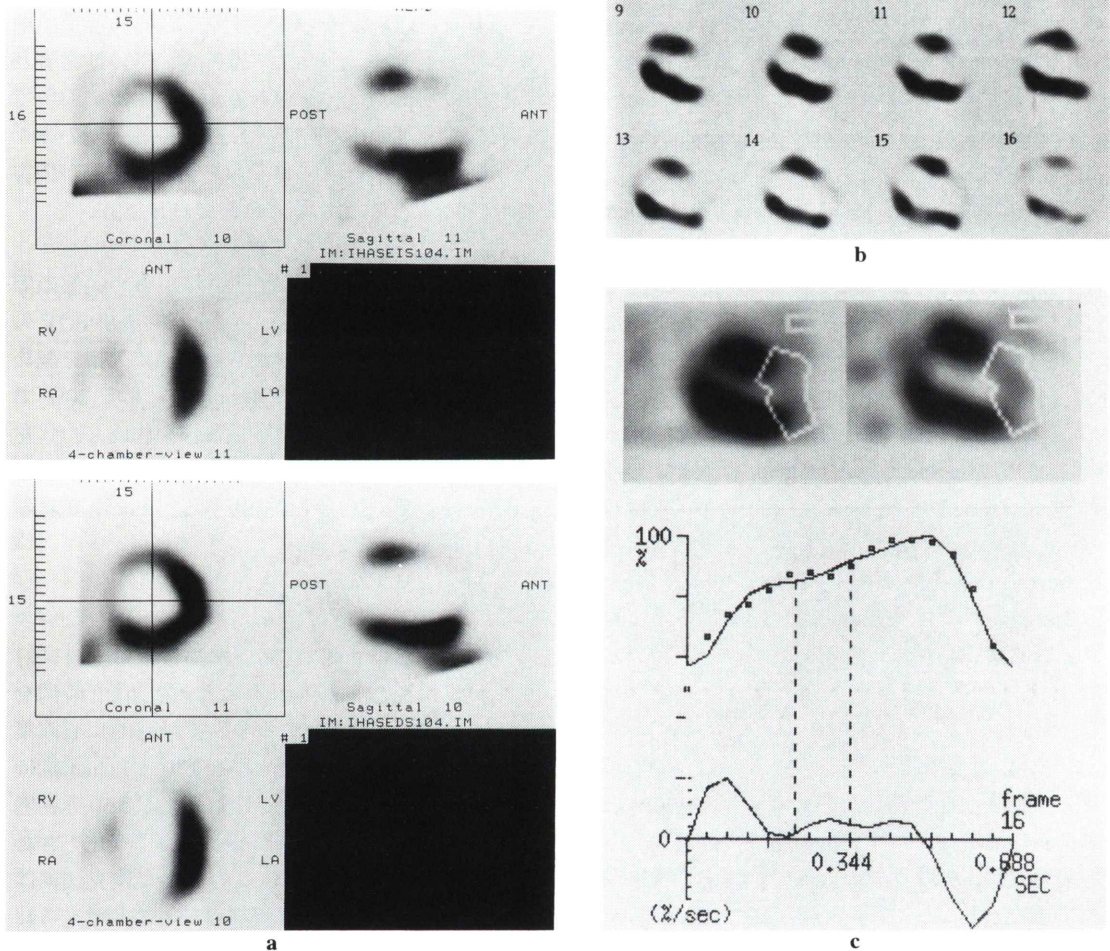 15
16
POST
ANT
Coronal 10
Sagittal 11
IM:IHASEIS104.IM
ANT
# 1
RV
LV
RA
LA
4-chamber-view 11
15
15
POST
ANT
Coronal 11
Sagittal 10
IM:IHASEDS104.IM
ANT
# 1
RV
LV
RA
LA
4-chamber-view 10
a
9 10 11 12
13 14 15 16
b
100
%
frame
16
0
0.344
0.688
SEC
(%/sec)
c